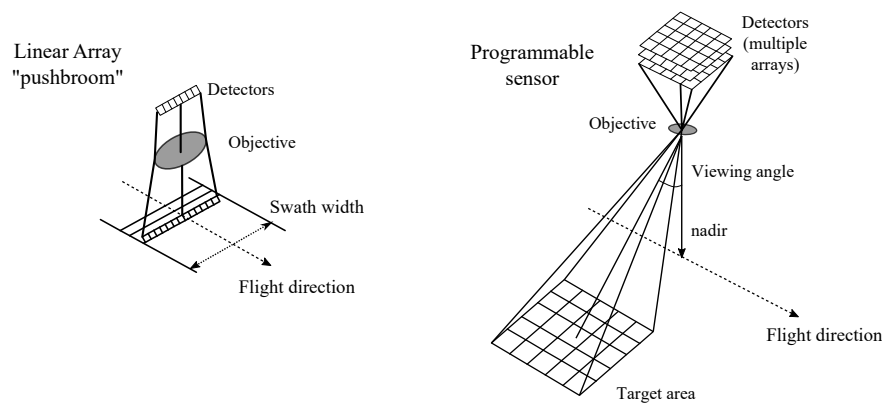 Linear Array
"pushbroom"
Detectors
Objective
Swath width
Flight direction
Programmable
sensor
Detectors
(multiple
arrays)
Objective
Viewing angle
nadir
Flight direction
Target area